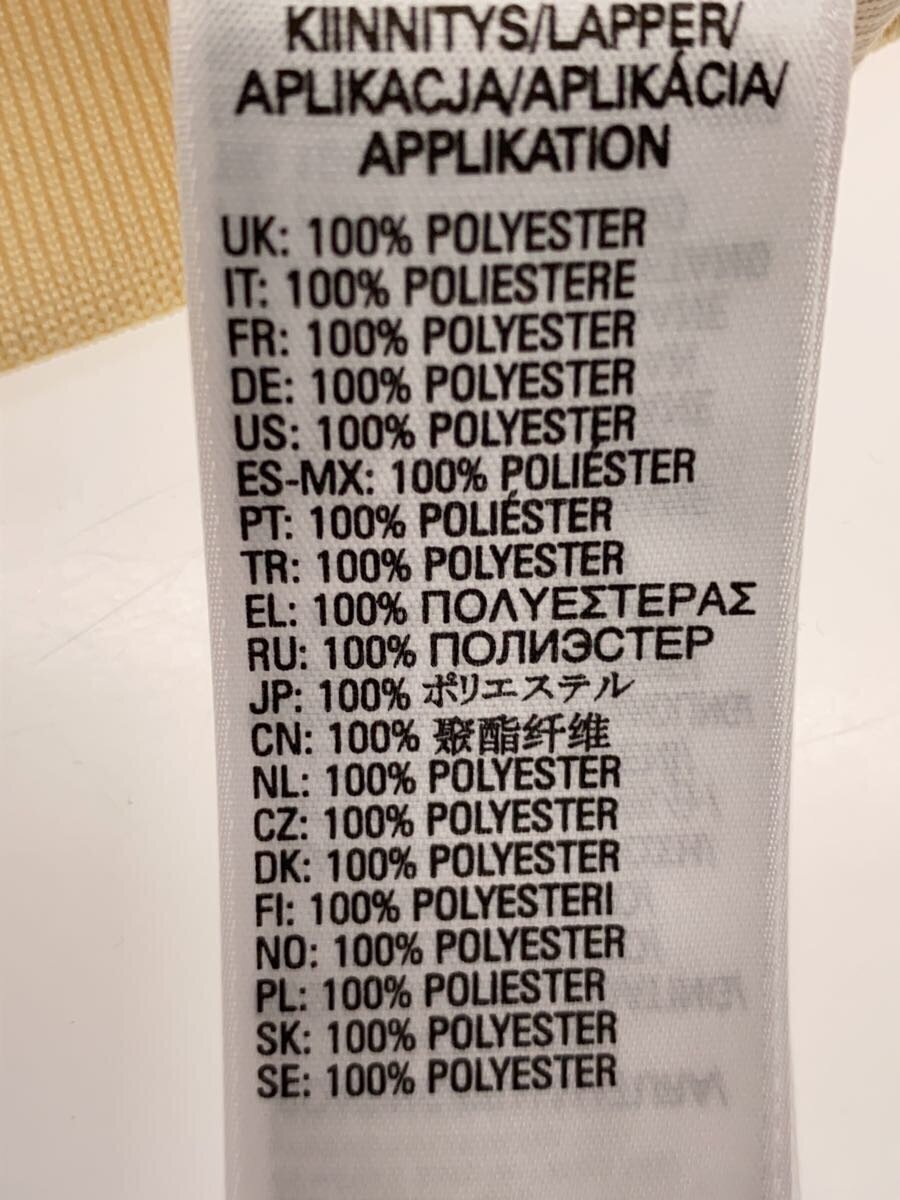 KIINNITYS/LAPPER/
APLIKACJA/APLIKÁCIA/
APPLIKATION
UK: 100% POLYESTER
IT: 100% POLIESTERE
FR: 100% POLYESTER
DE: 100% POLYESTER
US: 100% POLYESTER
ES-MX: 100% POLIÉSTER
PT: 100% POLIÉSTER
TR: 100% POLYESTER
EL: 100% ΠΟΛΥΕΣΤΕΡΑΣ
RU: 100% ПОЛИЭСТЕР
JP: 100% ポリエステル
CN: 100% 聚酯纤维
NL: 100% POLYESTER
CZ: 100% POLYESTER
DK: 100% POLYESTER
FI: 100% POLYESTERI
NO: 100% POLYESTER
PL: 100% POLIESTER
SK: 100% POLYESTER
SE: 100% POLYESTER